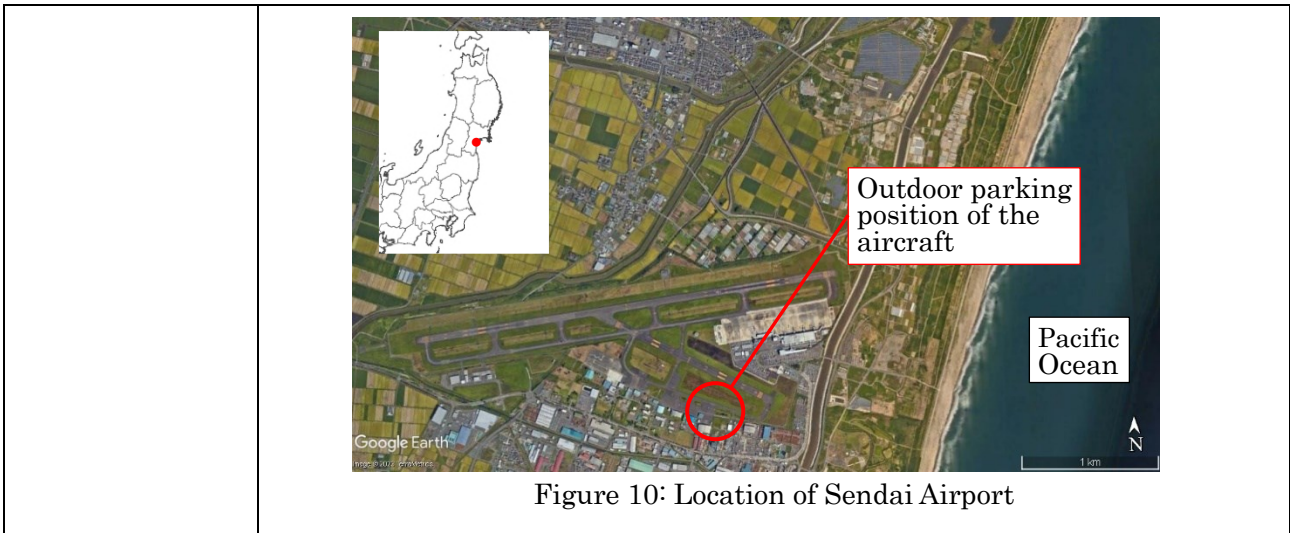 Outdoor parking
position of the
aircraft
Pacific
Ocean
N
Google Earth
1 km
Figure 10: Location of Sendai Airport